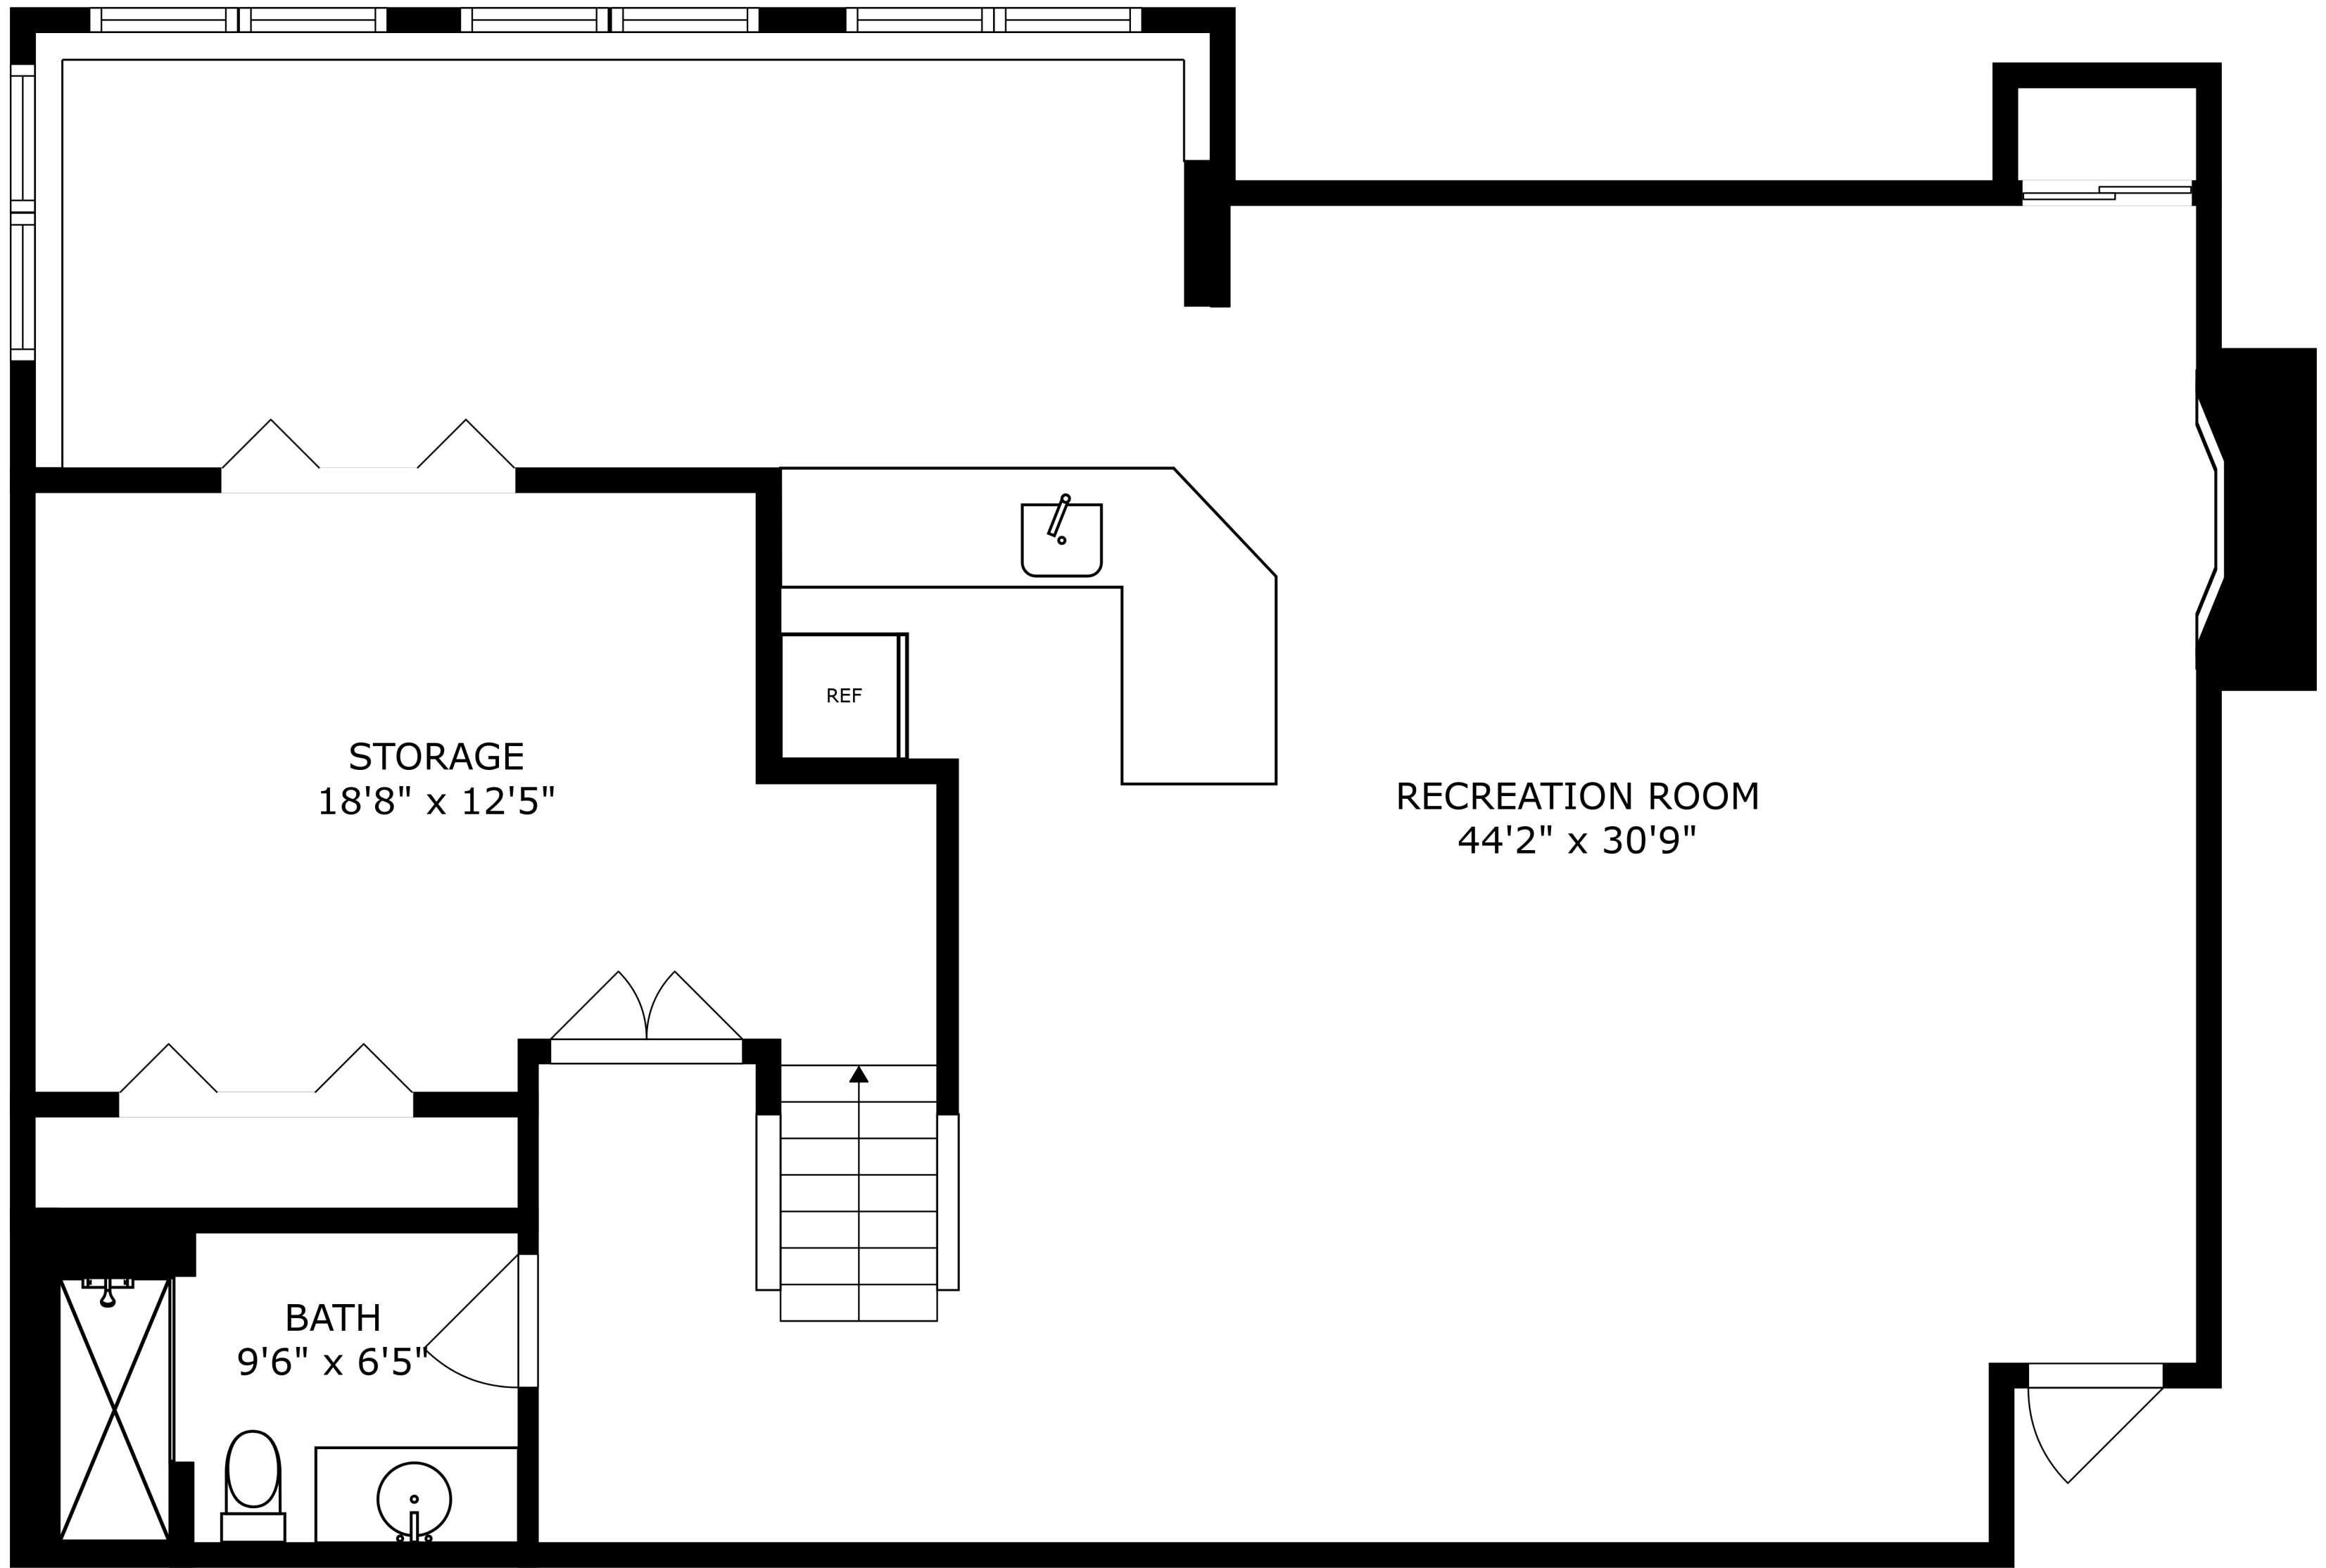 REF
STORAGE
18'8" x 12'5"
RECREATION ROOM
44'2" x 30'9"
BATH
9'6" x 6'5"